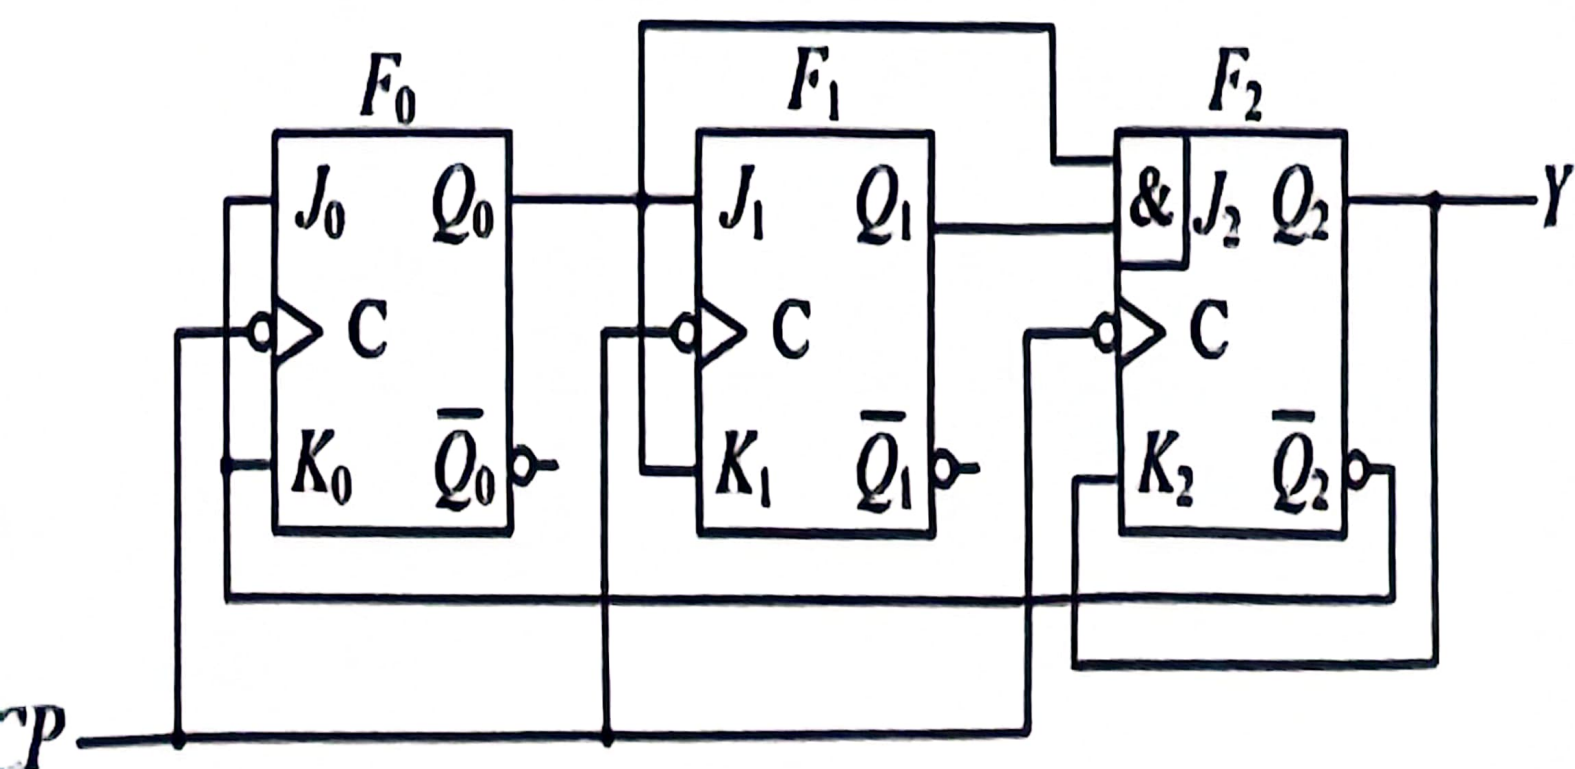 F₀ F₁ F₂
J₀ Q₀ J₁ Q₁ & J₂ Q₂ Y
C C C
K₀ Q̅₀ K₁ Q̅₁ K₂ Q̅₂
CP